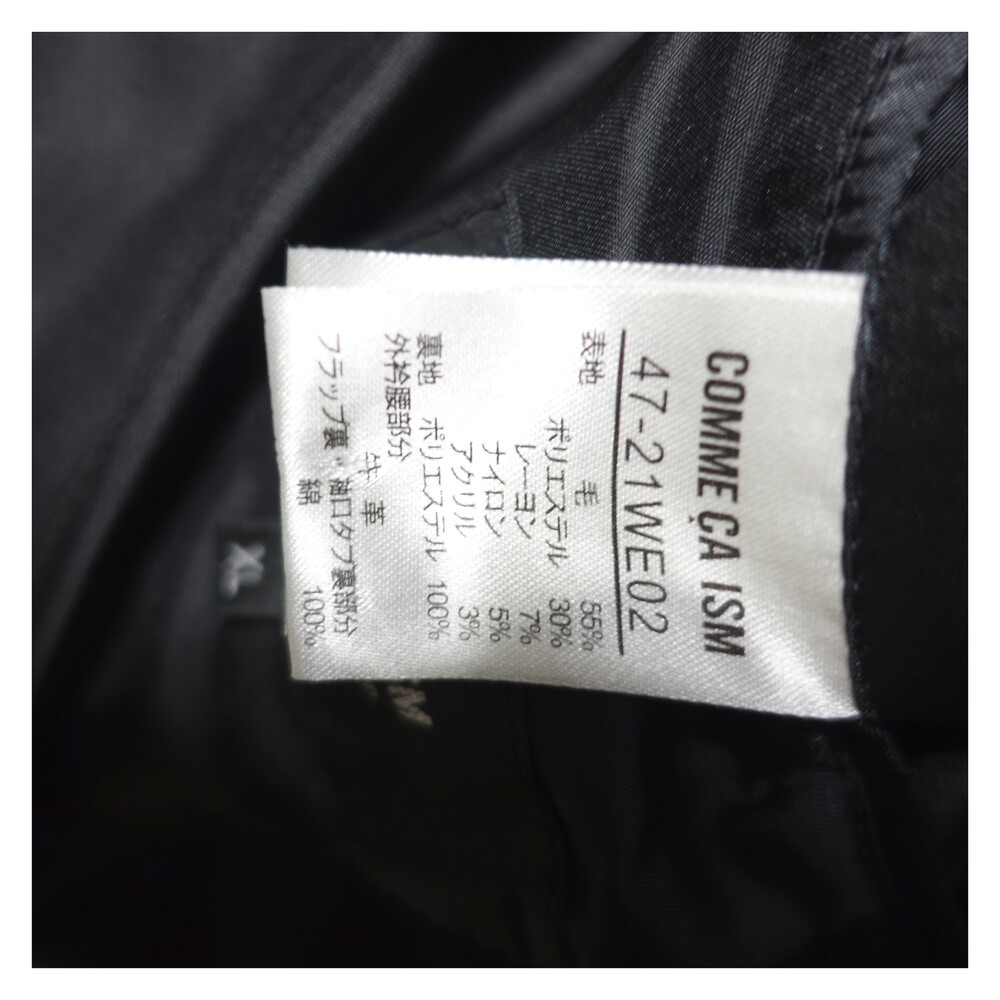 COMME ÇA ISM
47-21WE02
表地
毛 55%
ポリエステル 30%
レーヨン 7%
ナイロン 5%
アクリル 3%
裏地 ポリエステル 100%
外衿腰部分
牛革
フラップ裏・袖口タブ裏部分
綿 100%
XL